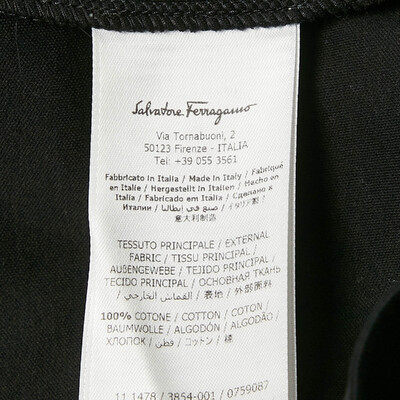 Salvatore Ferragamo
Via Tornabuoni, 2
50123 Firenze - ITALIA
Tel: +39 055 3561
Fabbricato in Italia / Made in Italy / Fabriqué
en Italie / Hergestellt in Italien / Hecho en
Italia / Fabricado em Itália / Сделано в
Италии / صنع في إيطاليا / イタリア製 /
意大利制造
TESSUTO PRINCIPALE / EXTERNAL
FABRIC / TISSU PRINCIPAL /
AUßENGEWEBE / TEJIDO PRINCIPAL /
TECIDO PRINCIPAL / ОСНОВНАЯ ТКАНЬ
/ القماش الخارجي / 表地 / 外部面料
100% COTONE / COTTON / COTON /
BAUMWOLLE / ALGODÓN / ALGODÃO /
ХЛОПОК / قطن / コットン / 棉
11 1478 / 3854-001 / 0759087